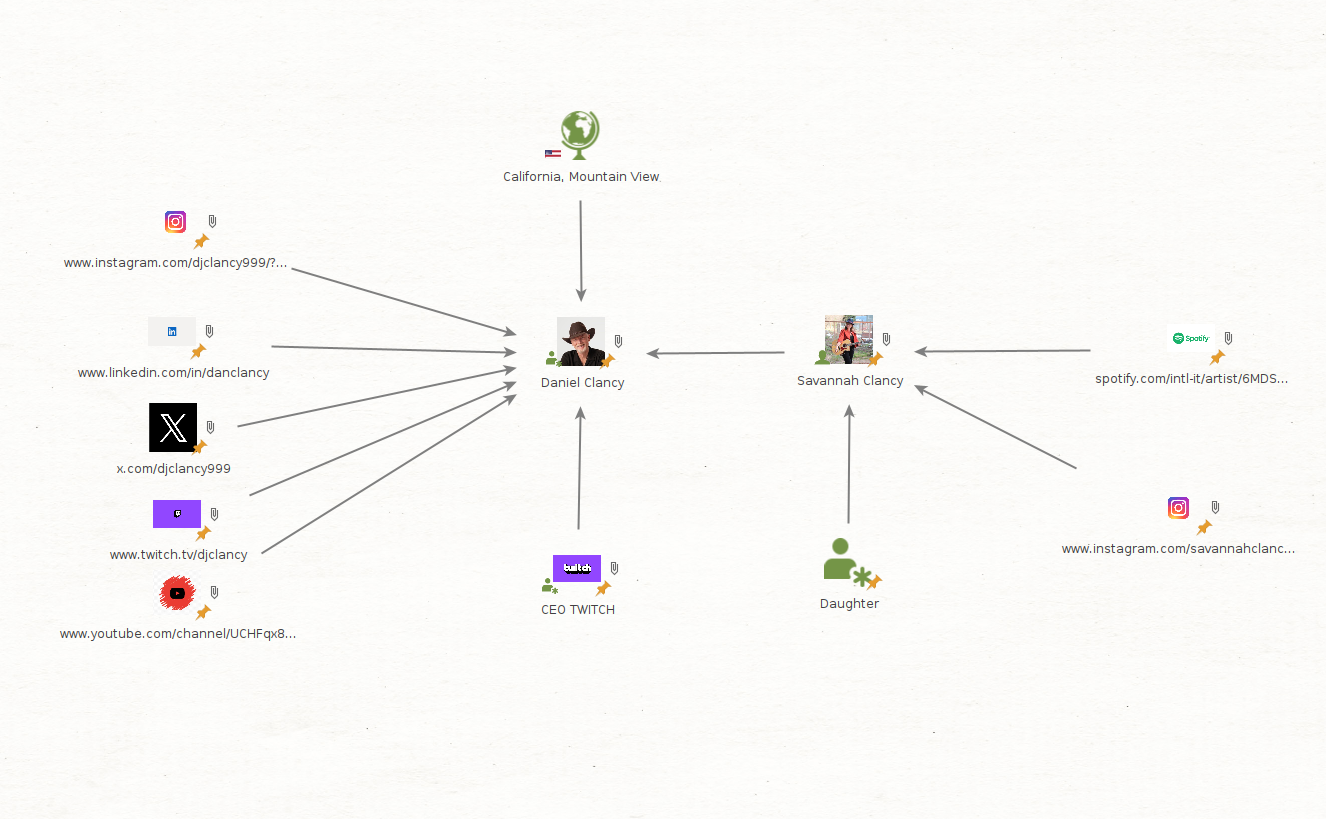 California, Mountain View,
www.instagram.com/djclancy999/?...
www.linkedin.com/in/danclancy
x.com/djclancy999
www.twitch.tv/djclancy
www.youtube.com/channel/UCHFqx8...
Daniel Clancy
twitch
CEO TWITCH
Savannah Clancy
Daughter
Spotify
spotify.com/intl-it/artist/6MDS...
www.instagram.com/savannahclanc...